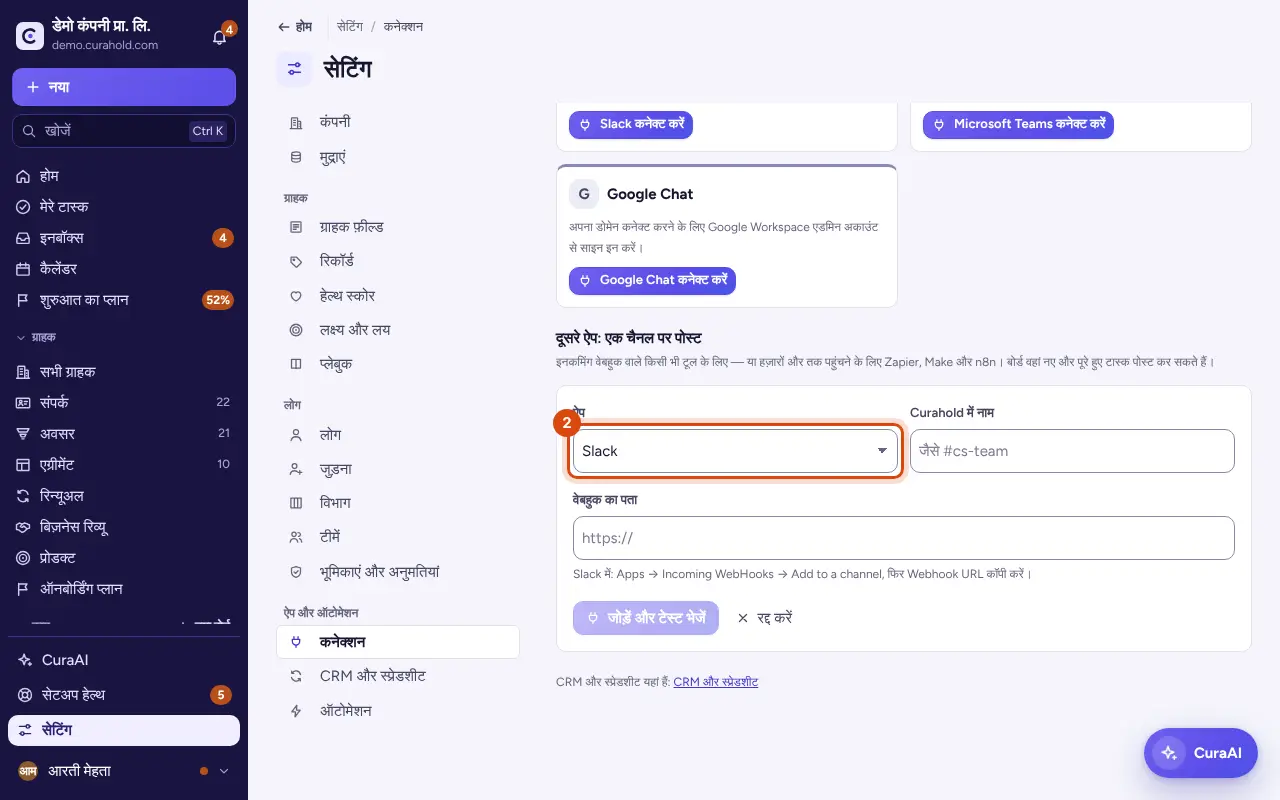 डेमो कंपनी प्रा. लि.
demo.curahold.com
4
नया
खोजें
Ctrl K
होम
मेरे टास्क
इनबॉक्स
4
कैलेंडर
शुरुआत का प्लान
52%
ग्राहक
सभी ग्राहक
संपर्क
22
अवसर
21
एग्रीमेंट
10
रिन्यूअल
बिज़नेस रिव्यू
प्रोडक्ट
ऑनबोर्डिंग प्लान
CuraAI
सेटअप हेल्थ
5
सेटिंग
आम
आरती मेहता
← होम
सेटिंग / कनेक्शन
सेटिंग
कंपनी
मुद्राएं
ग्राहक
ग्राहक फ़ील्ड
रिकॉर्ड
हेल्थ स्कोर
लक्ष्य और लय
प्लेबुक
लोग
लोग
जुड़ना
विभाग
टीमें
भूमिकाएं और अनुमतियां
ऐप और ऑटोमेशन
कनेक्शन
CRM और स्प्रेडशीट
ऑटोमेशन
Slack कनेक्ट करें
Microsoft Teams कनेक्ट करें
G
Google Chat
अपना डोमेन कनेक्ट करने के लिए Google Workspace एडमिन अकाउंट
से साइन इन करें।
Google Chat कनेक्ट करें
दूसरे ऐप: एक चैनल पर पोस्ट
इनकमिंग वेबहुक वाले किसी भी टूल के लिए — या हज़ारों और तक पहुंचने के लिए Zapier, Make और n8n। बोर्ड वहां नए और पूरे हुए टास्क पोस्ट कर सकते हैं।
2
Slack
Curahold में नाम
जैसे #cs-team
वेबहुक का पता
https://
Slack में: Apps → Incoming WebHooks → Add to a channel, फिर Webhook URL कॉपी करें।
जोड़ें और टेस्ट भेजें
रद्द करें
CRM और स्प्रेडशीट यहां हैं: CRM और स्प्रेडशीट
CuraAI